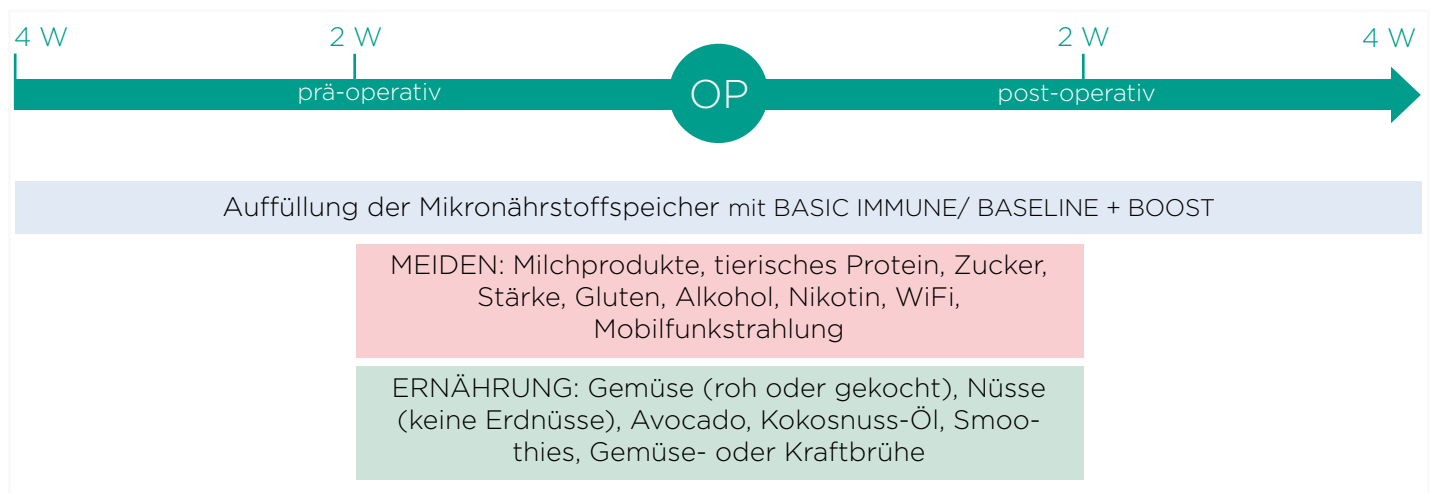 4 W 2 W 2 W 4 W
prä-operativ OP post-operativ
Auffüllung der Mikronährstoffspeicher mit BASIC IMMUNE/ BASELINE + BOOST
MEIDEN: Milchprodukte, tierisches Protein, Zucker,
Stärke, Gluten, Alkohol, Nikotin, WiFi,
Mobilfunkstrahlung
ERNÄHRUNG: Gemüse (roh oder gekocht), Nüsse
(keine Erdnüsse), Avocado, Kokosnuss-Öl, Smoo-
thies, Gemüse- oder Kraftbrühe